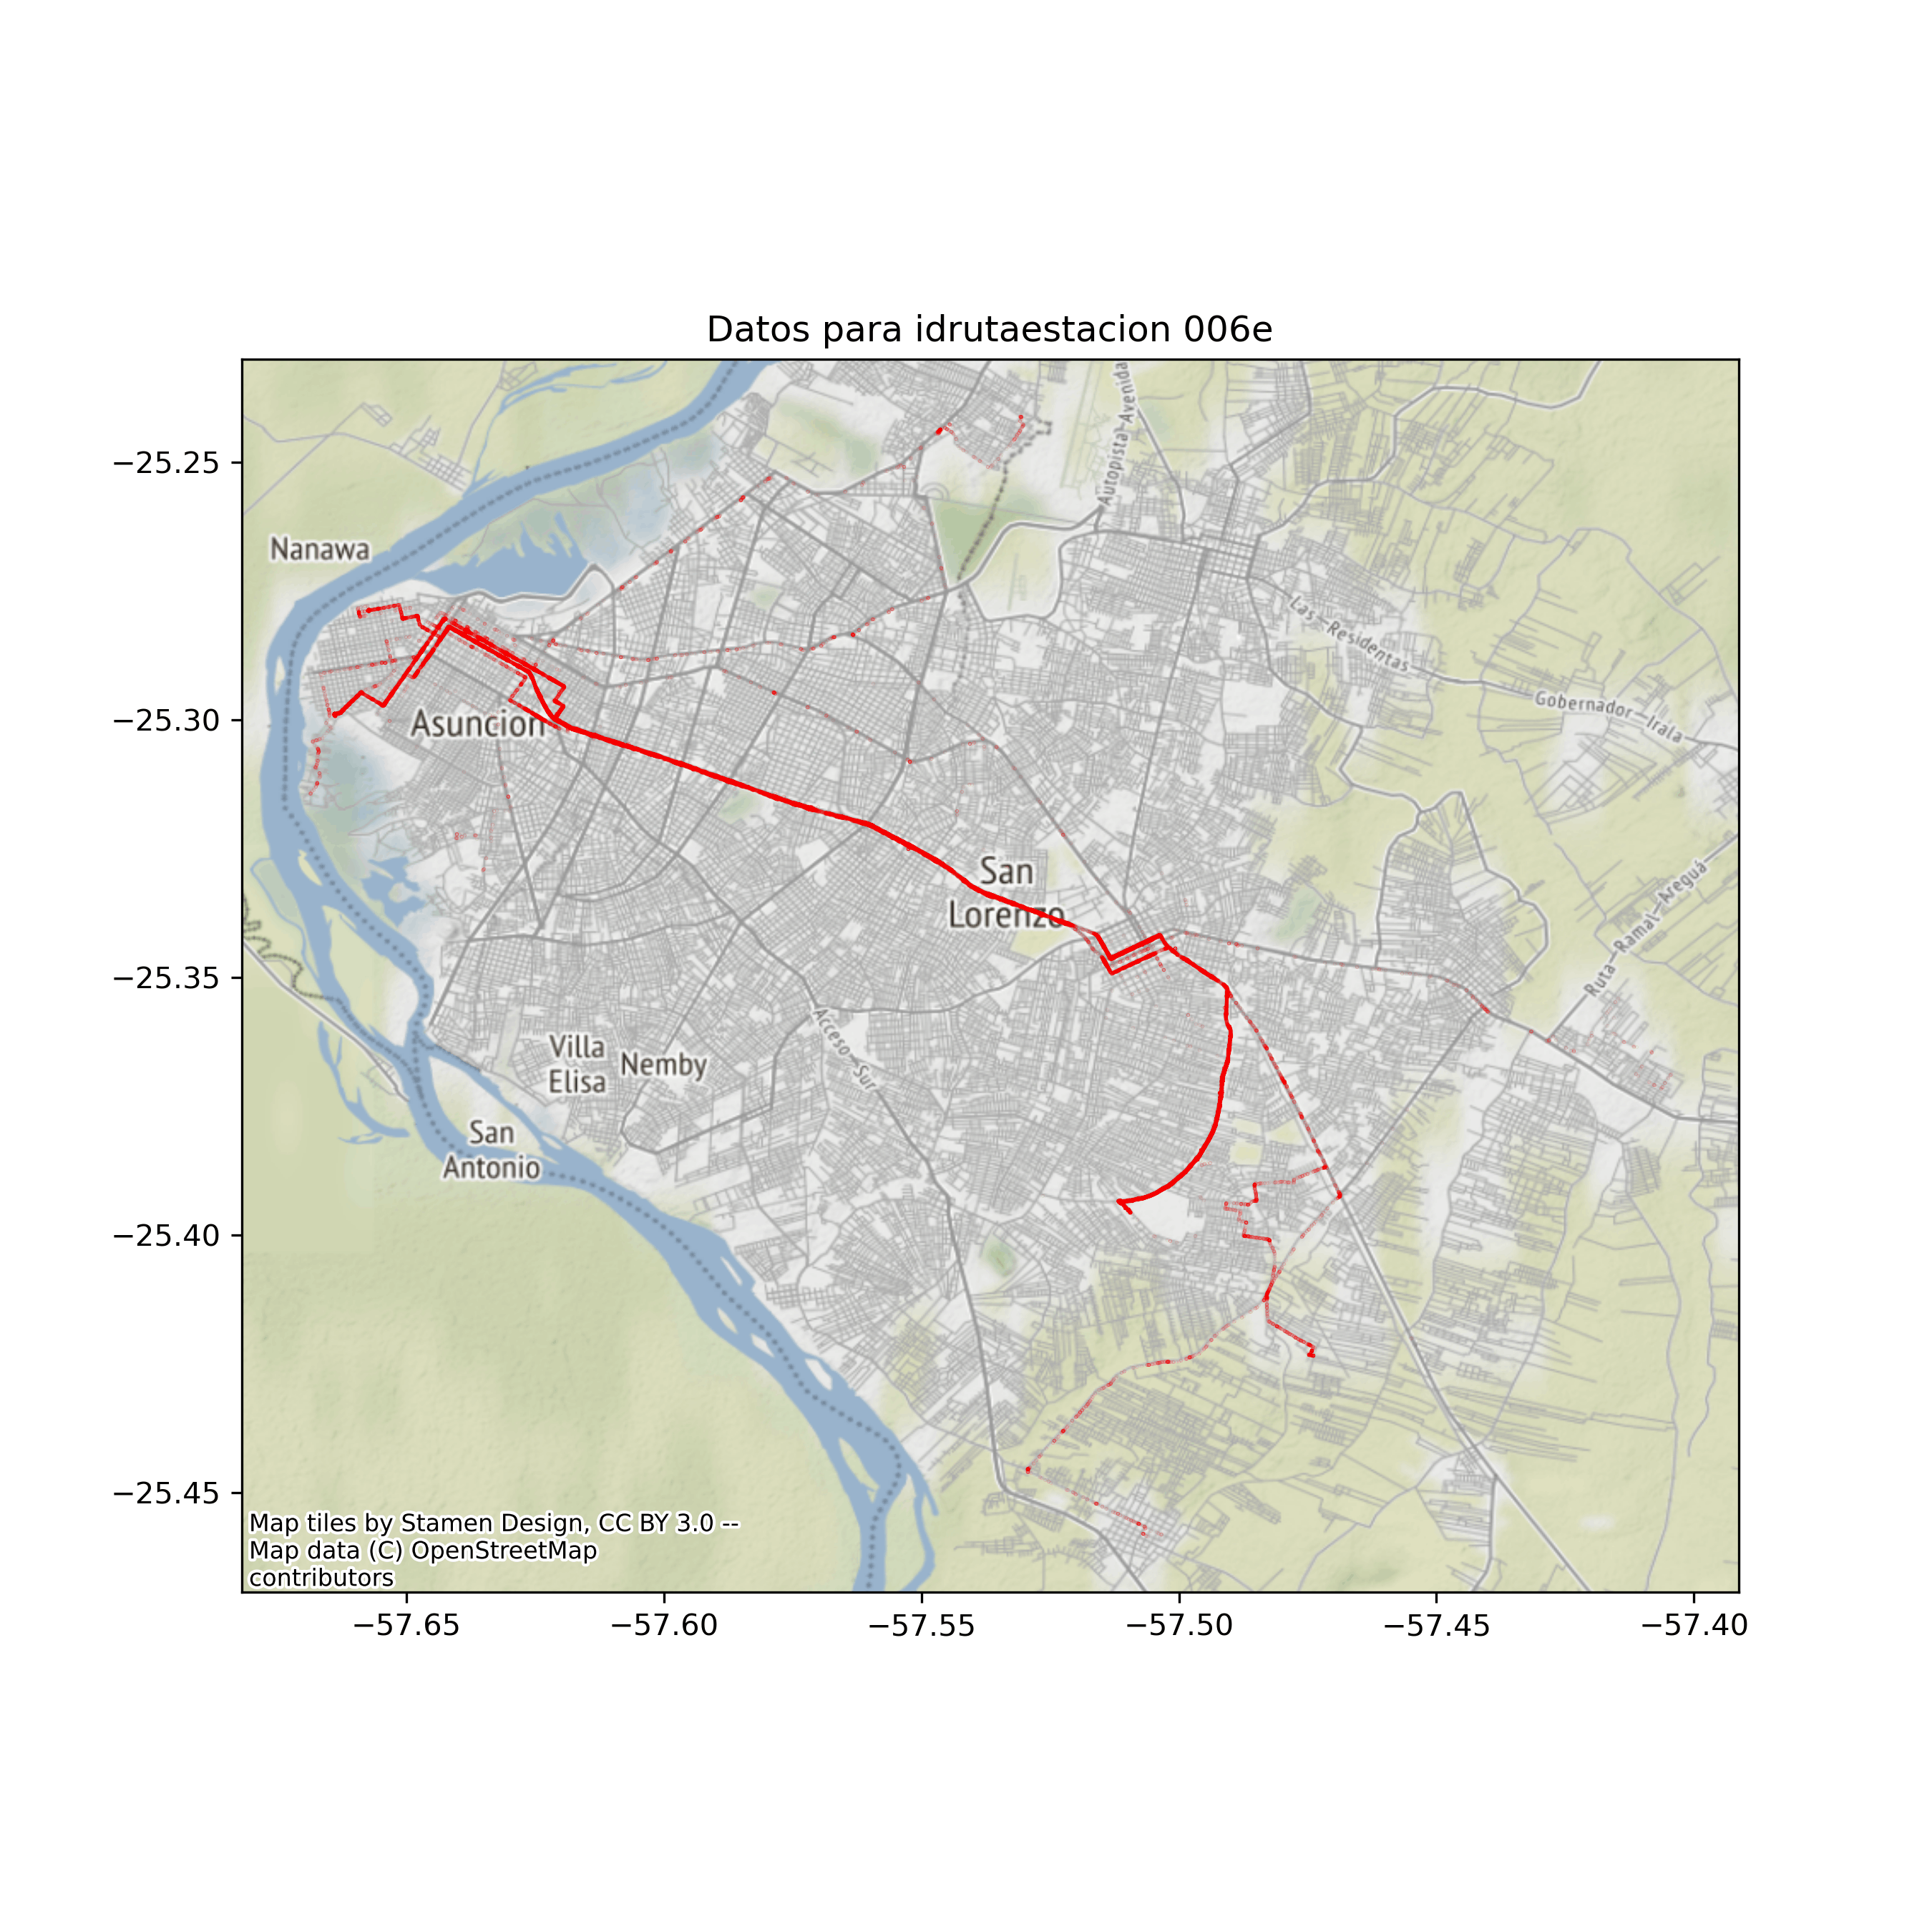 Datos para idrutaestacion 006e
−25.25
−25.30
−25.35
−25.40
−25.45
Autopista-Avenida
Nanawa
Las-Residentas
Gobernador-Irala
Asuncion
San
Lorenzo
Ruta-Ramal-Areguá
Acceso-Sur
Villa
Elisa
Nemby
San
Antonio
Map tiles by Stamen Design, CC BY 3.0 --
Map data (C) OpenStreetMap
contributors
−57.65
−57.60
−57.55
−57.50
−57.45
−57.40